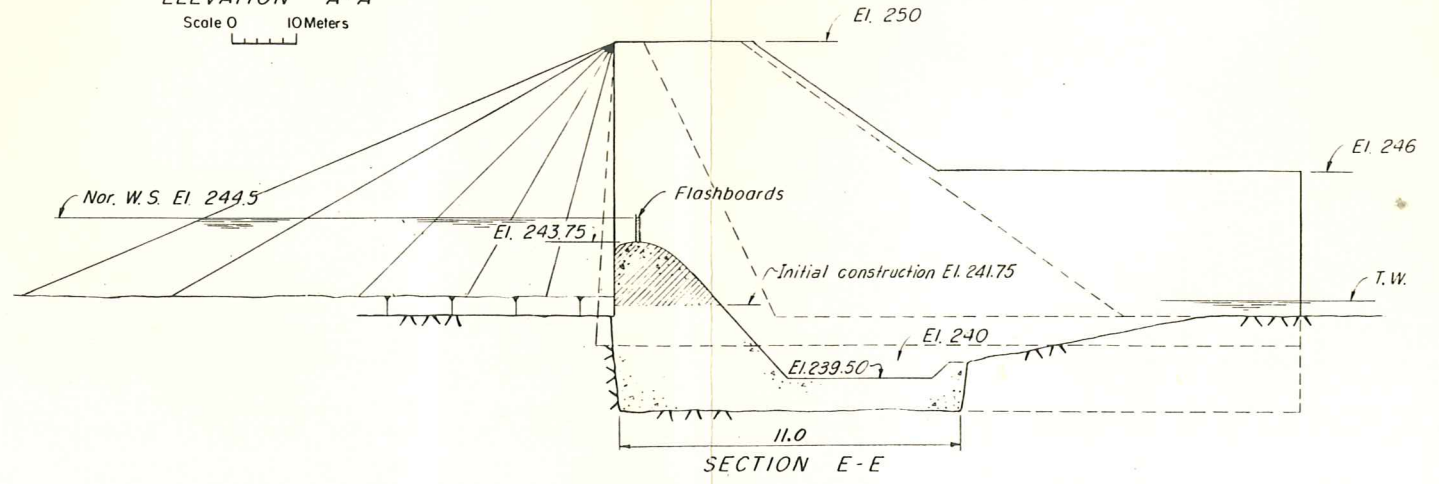 ELEVATION A-A
Scale 0 10 Meters
El. 250
El. 246
Nor. W.S. El. 244.5
Flashboards
El. 243.75
Initial construction El. 241.75
T.W.
El. 240
El. 239.50
11.0
SECTION E-E